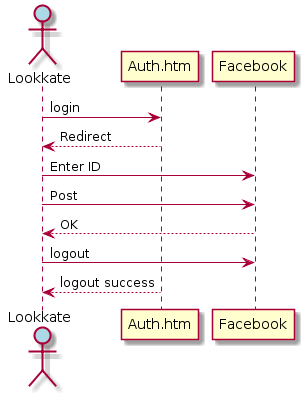 Lookkate
Auth.htm
Facebook
login
Redirect
Enter ID
Post
OK
logout
logout success
Lookkate
Auth.htm
Facebook